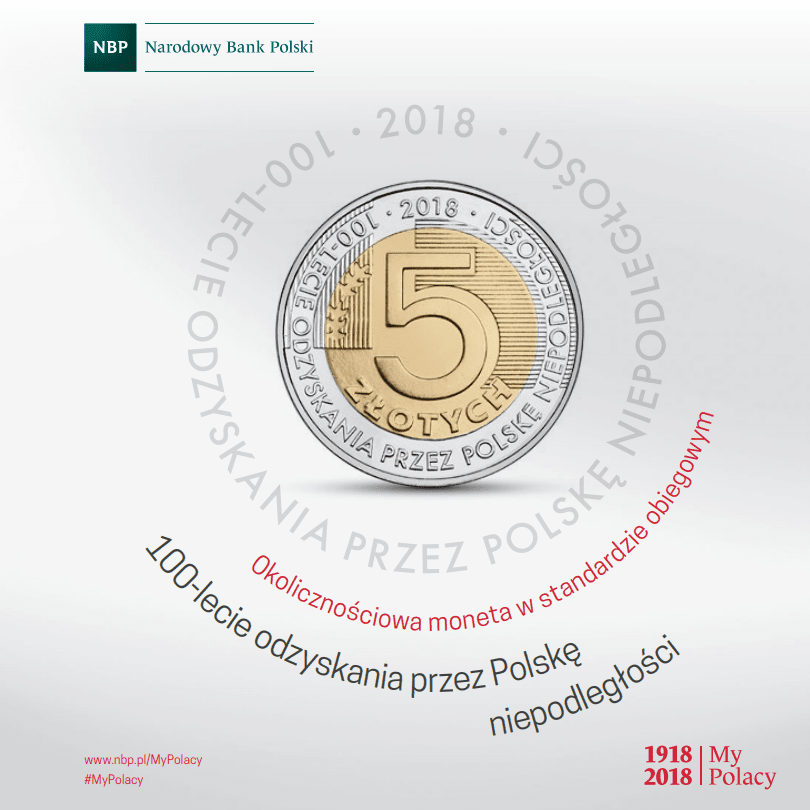 NBP Narodowy Bank Polski
2018 · 100-LECIE ODZYSKANIA PRZEZ POLSKĘ NIEPODLEGŁOŚCI ·
2018 · 100-LECIE ODZYSKANIA PRZEZ POLSKĘ NIEPODLEGŁOŚCI ·
5
ZŁOTYCH
Okolicznościowa moneta w standardzie obiegowym
100-lecie odzyskania przez Polskę
niepodległości
www.nbp.pl/MyPolacy
#MyPolacy
1918 My
2018 Polacy